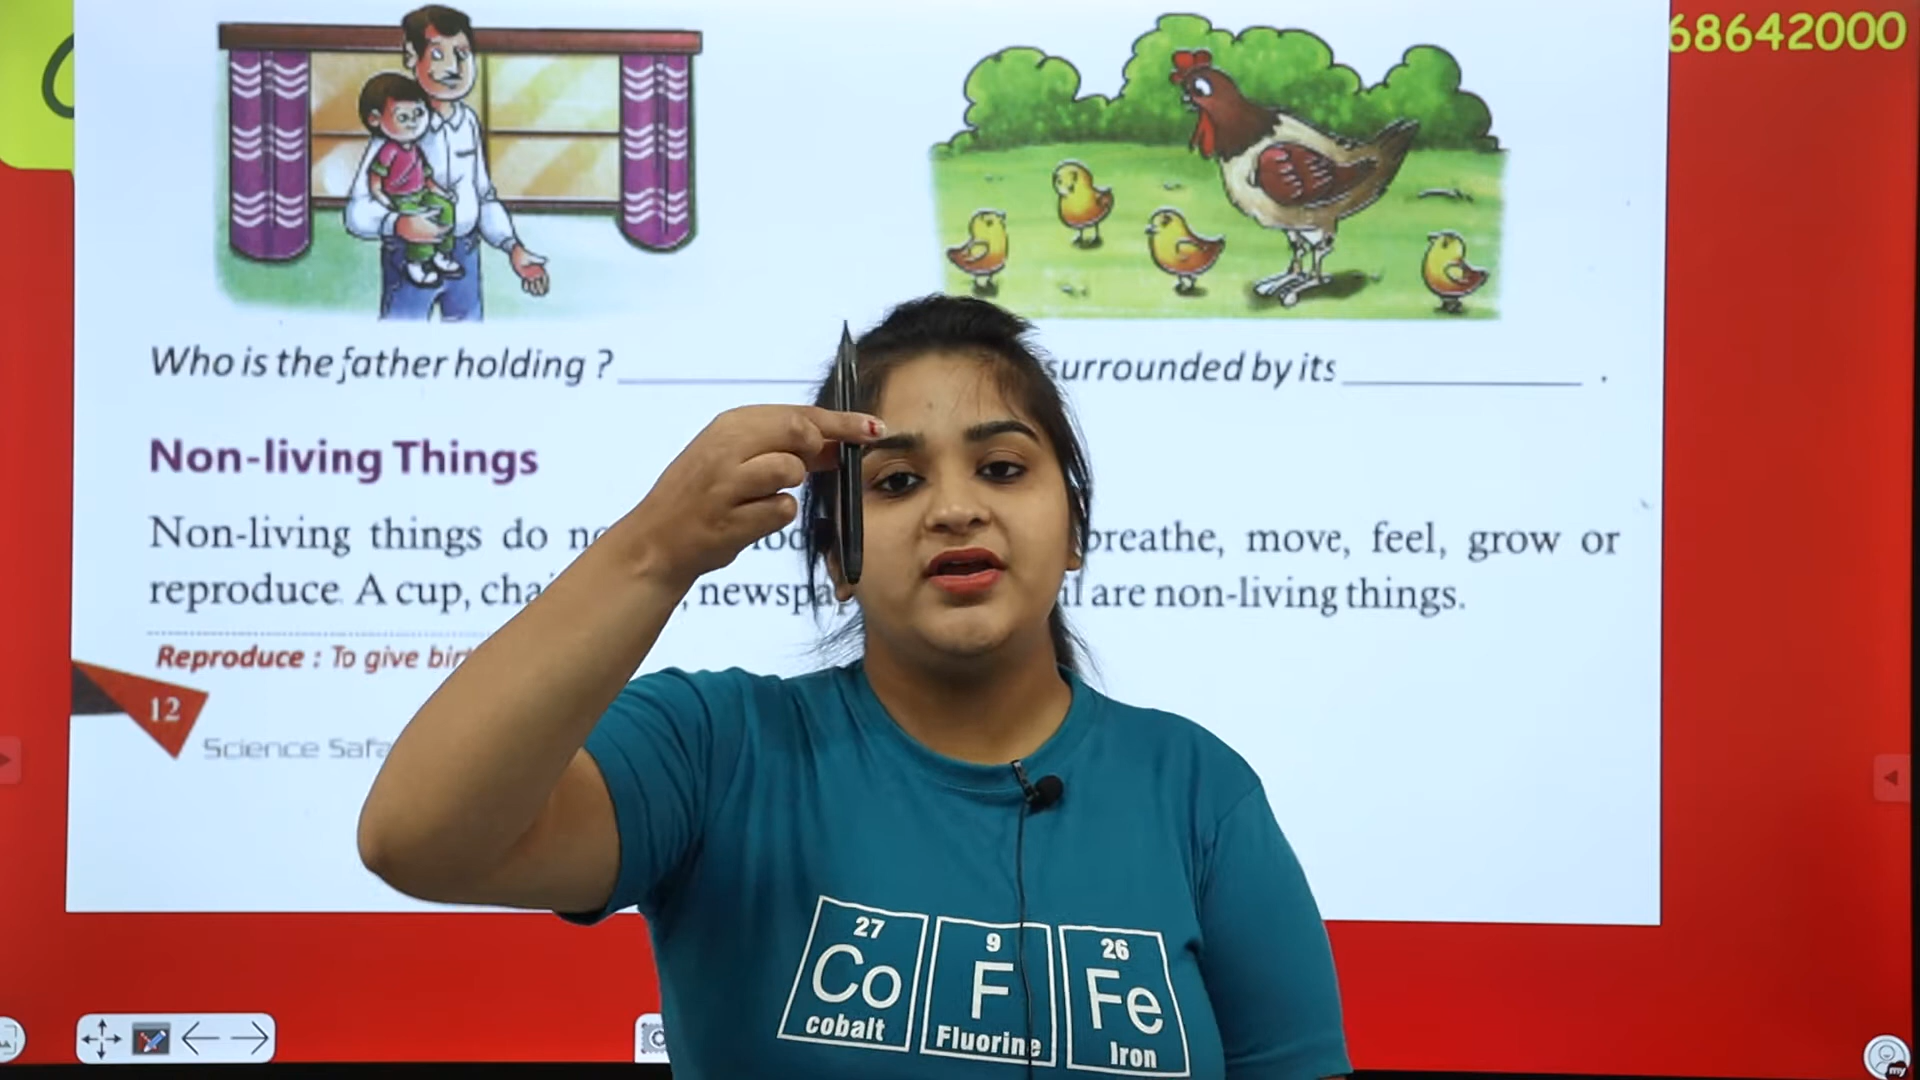 68642000
Who is the father holding ? surrounded by its .
Non-living Things
Non-living things do breathe, move, feel, grow or
reproduce. A cup, are non-living things.
Reproduce : To give
12
Science
27 9 26
Co F Fe
cobalt Fluorine Iron
my